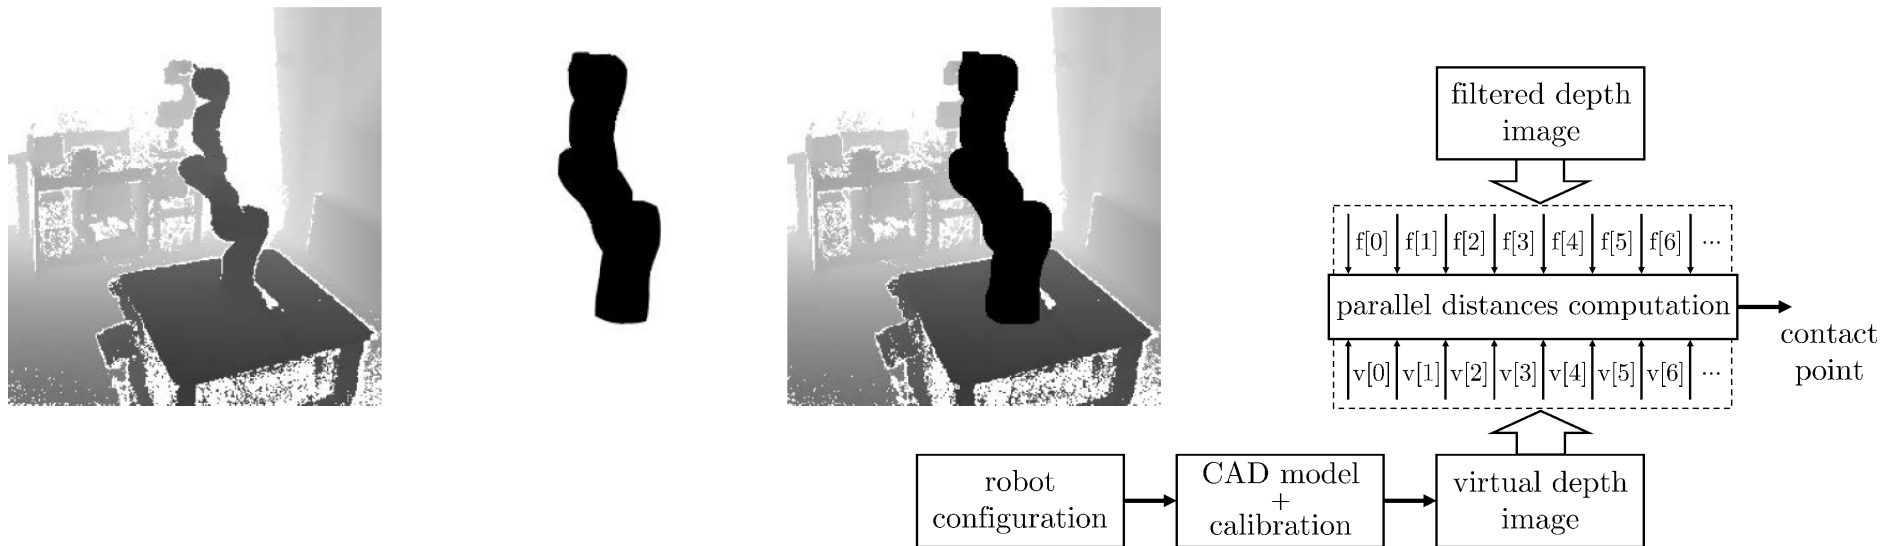 filtered depth
image
f[0] f[1] f[2] f[3] f[4] f[5] f[6] ...
parallel distances computation
contact
point
v[0] v[1] v[2] v[3] v[4] v[5] v[6] ...
robot
configuration
CAD model
+
calibration
virtual depth
image